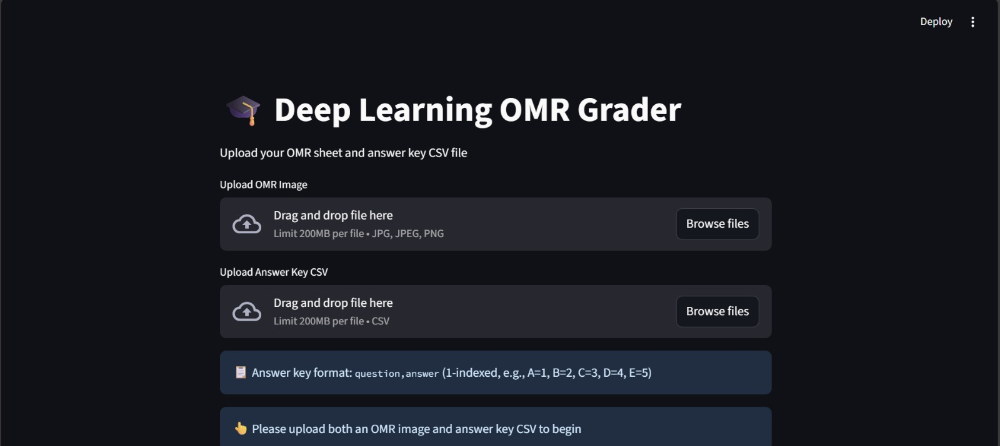 Deploy
Deep Learning OMR Grader
Upload your OMR sheet and answer key CSV file
Upload OMR Image
Drag and drop file here
Limit 200MB per file • JPG, JPEG, PNG
Browse files
Upload Answer Key CSV
Drag and drop file here
Limit 200MB per file • CSV
Browse files
Answer key format: question,answer (1-indexed, e.g., A=1, B=2, C=3, D=4, E=5)
Please upload both an OMR image and answer key CSV to begin